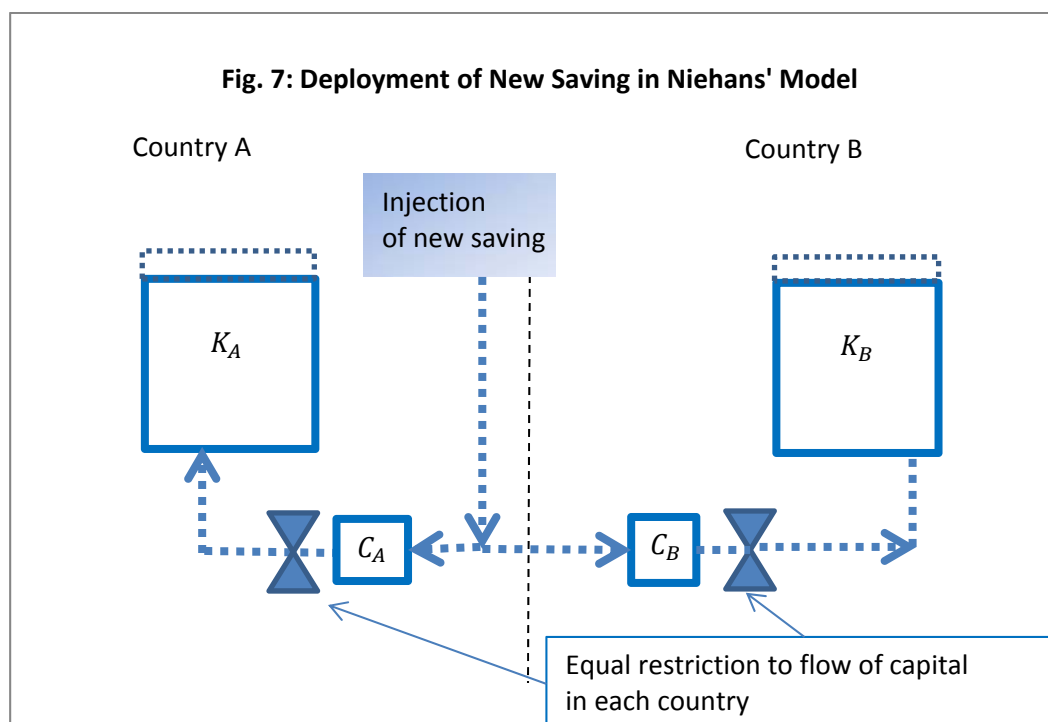 Fig. 7: Deployment of New Saving in Niehans' Model
Country A
Country B
Injection
of new saving
K_A
K_B
C_A
C_B
Equal restriction to flow of capital
in each country